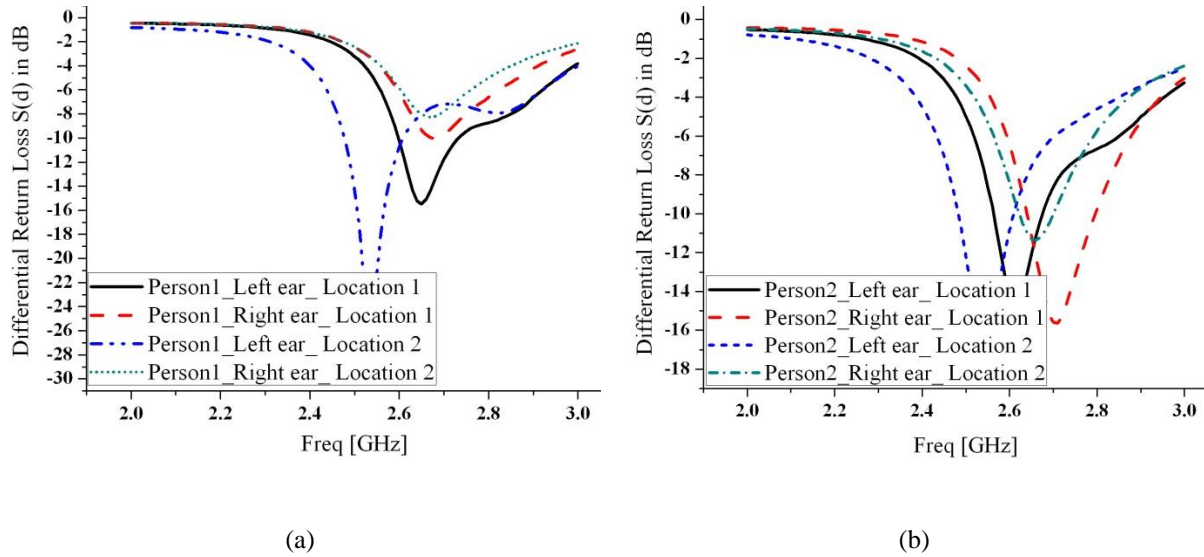 Differential Return Loss S(d) in dB
0
-2
-4
-6
-8
-10
-12
-14
-16
-18
-20
-22
-24
-26
-28
-30
Person1_Left ear_ Location 1
Person1_Right ear_ Location 1
Person1_Left ear_ Location 2
Person1_Right ear_ Location 2
2.0 2.2 2.4 2.6 2.8 3.0
Freq [GHz]
(a)
Differential Return Loss S(d) in dB
0
-2
-4
-6
-8
-10
-12
-14
-16
-18
Person2_Left ear_ Location 1
Person2_Right ear_ Location 1
Person2_Left ear_ Location 2
Person2_Right ear_ Location 2
2.0 2.2 2.4 2.6 2.8 3.0
Freq [GHz]
(b)